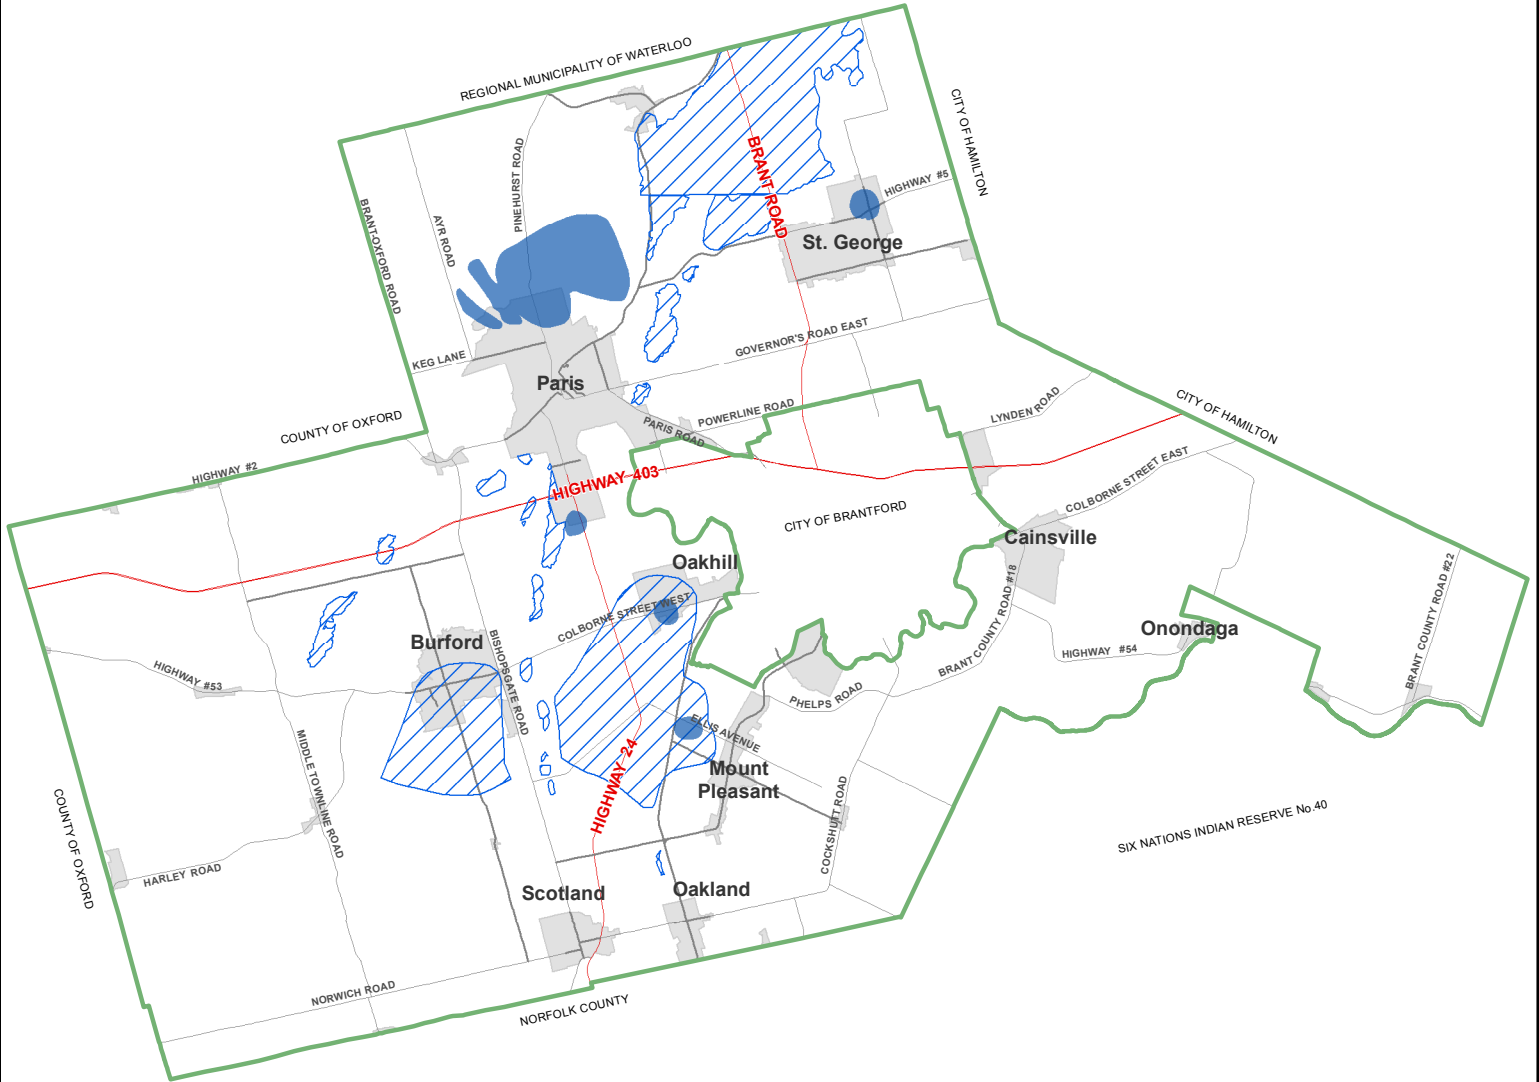 REGIONAL MUNICIPALITY OF WATERLOO
CITY OF HAMILTON
PINEHURST ROAD
BRANT ROAD
HIGHWAY #5
BRANT-OXFORD ROAD
AYR ROAD
St. George
GOVERNOR'S ROAD EAST
KEG LANE
Paris
LYNDEN ROAD
CITY OF HAMILTON
COUNTY OF OXFORD
POWERLINE ROAD
PARIS ROAD
HIGHWAY #2
HIGHWAY 403
COLBORNE STREET EAST
CITY OF BRANTFORD
Cainsville
Oakhill
BRANT COUNTY ROAD #18
BRANT COUNTY ROAD #22
COLBORNE STREET WEST
Burford
Onondaga
HIGHWAY #54
BISHOPSGATE ROAD
HIGHWAY #53
PHELPS ROAD
ELLIS AVENUE
MIDDLE TOWNLINE ROAD
HIGHWAY 24
Mount
Pleasant
COCKSHUTT ROAD
COUNTY OF OXFORD
SIX NATIONS INDIAN RESERVE No.40
HARLEY ROAD
Scotland
Oakland
NORWICH ROAD
NORFOLK COUNTY